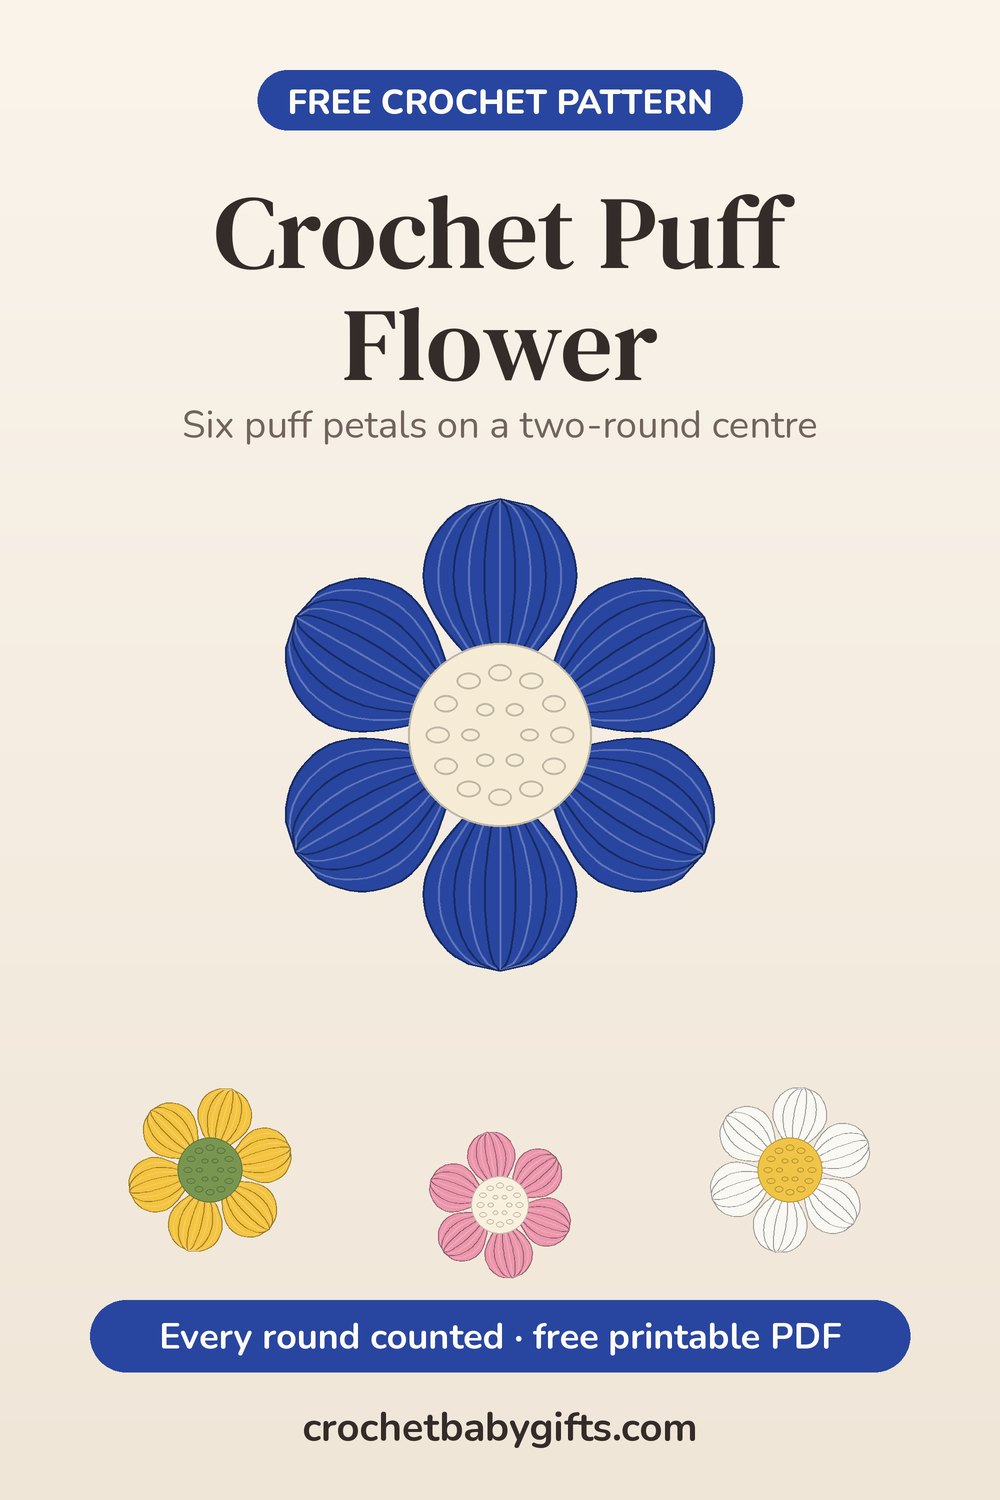 FREE CROCHET PATTERN
Crochet Puff
Flower
Six puff petals on a two-round centre
Every round counted · free printable PDF
crochetbabygifts.com